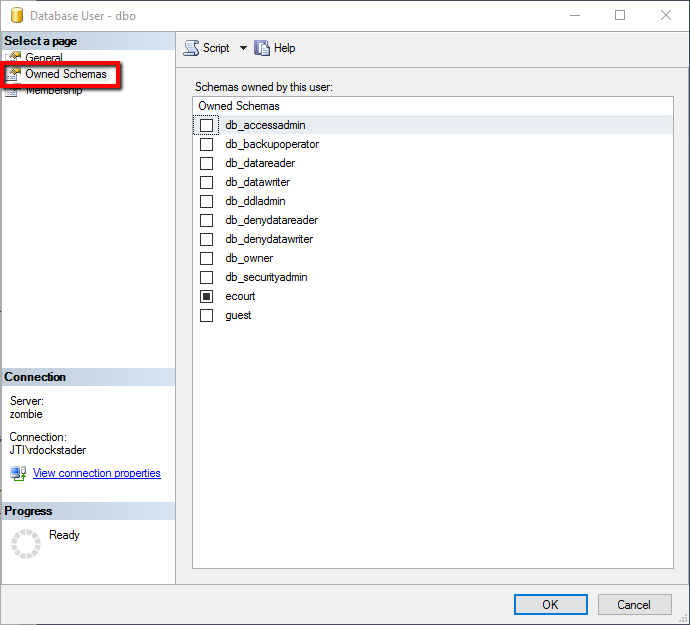 Database User - dbo
Select a page
General
Owned Schemas
Membership
Script
Help
Schemas owned by this user:
Owned Schemas
db_accessadmin
db_backupoperator
db_datareader
db_datawriter
db_ddladmin
db_denydatareader
db_denydatawriter
db_owner
db_securityadmin
ecourt
guest
Connection
Server:
zombie
Connection:
JTI\rdockstader
View connection properties
Progress
Ready
OK
Cancel